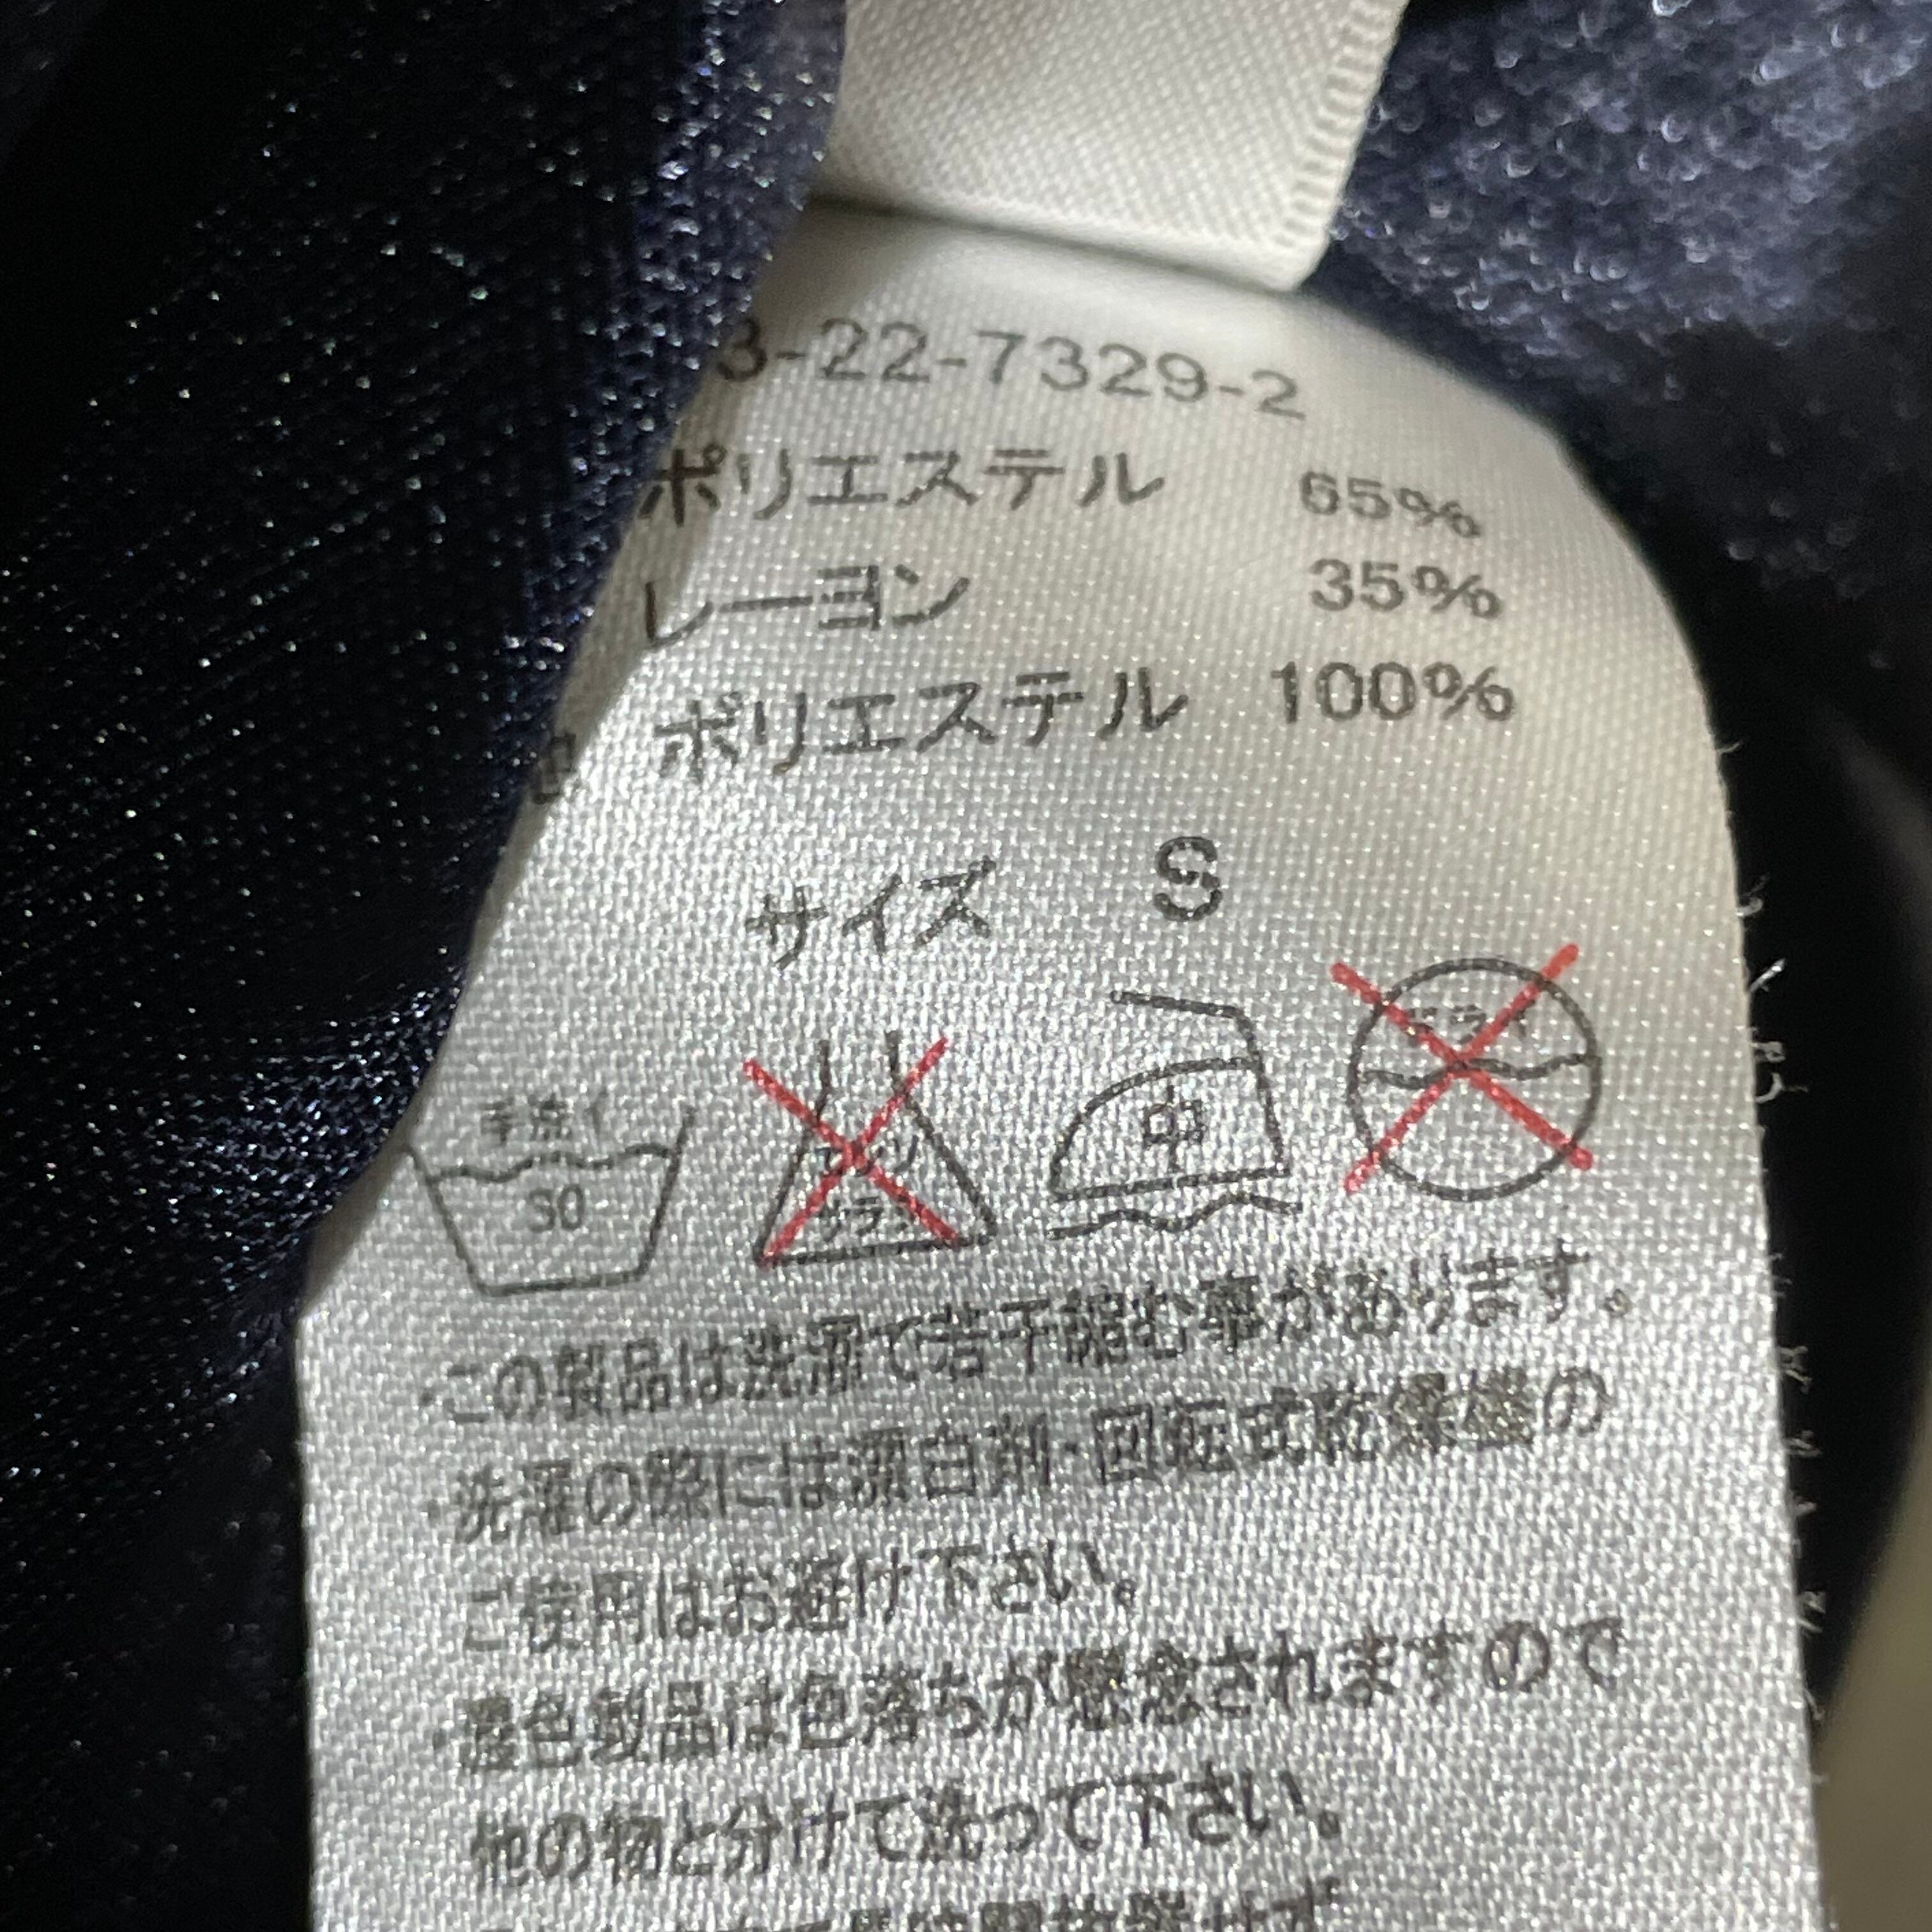 3-22-7329-2
ポリエステル 65%
レーヨン 35%
他 ポリエステル 100%
サイズ S
手洗イ
30
中
ドライ
・この製品は洗濯で若干縮む事があります。
・洗濯の際には漂白剤・回転式乾燥機の
ご使用はお避け下さい。
・濃色製品は色落ちが懸念されますので
他の物と分けて洗って下さい。